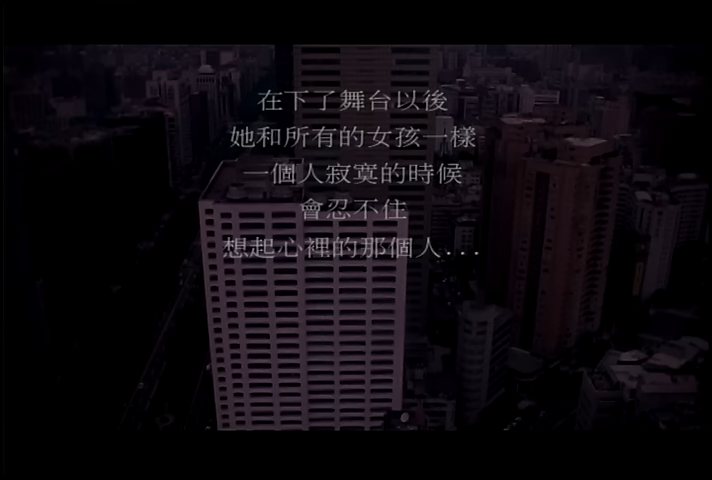 在下了舞台以後
她和所有的女孩一樣
一個人寂寞的時候
會忍不住
想起心裡的那個人...